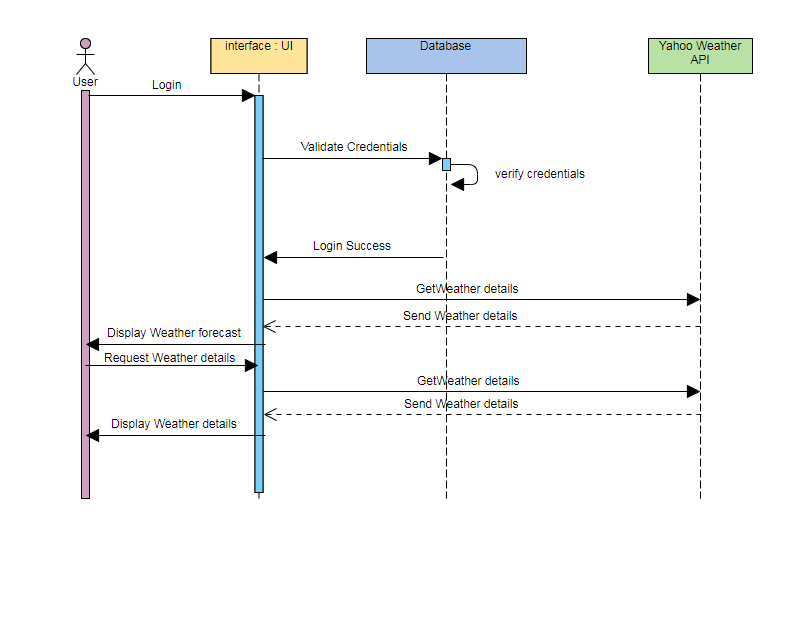 interface : UI
Database
Yahoo Weather
API
User
Login
Validate Credentials
verify credentials
Login Success
GetWeather details
Send Weather details
Display Weather forecast
Request Weather details
GetWeather details
Send Weather details
Display Weather details